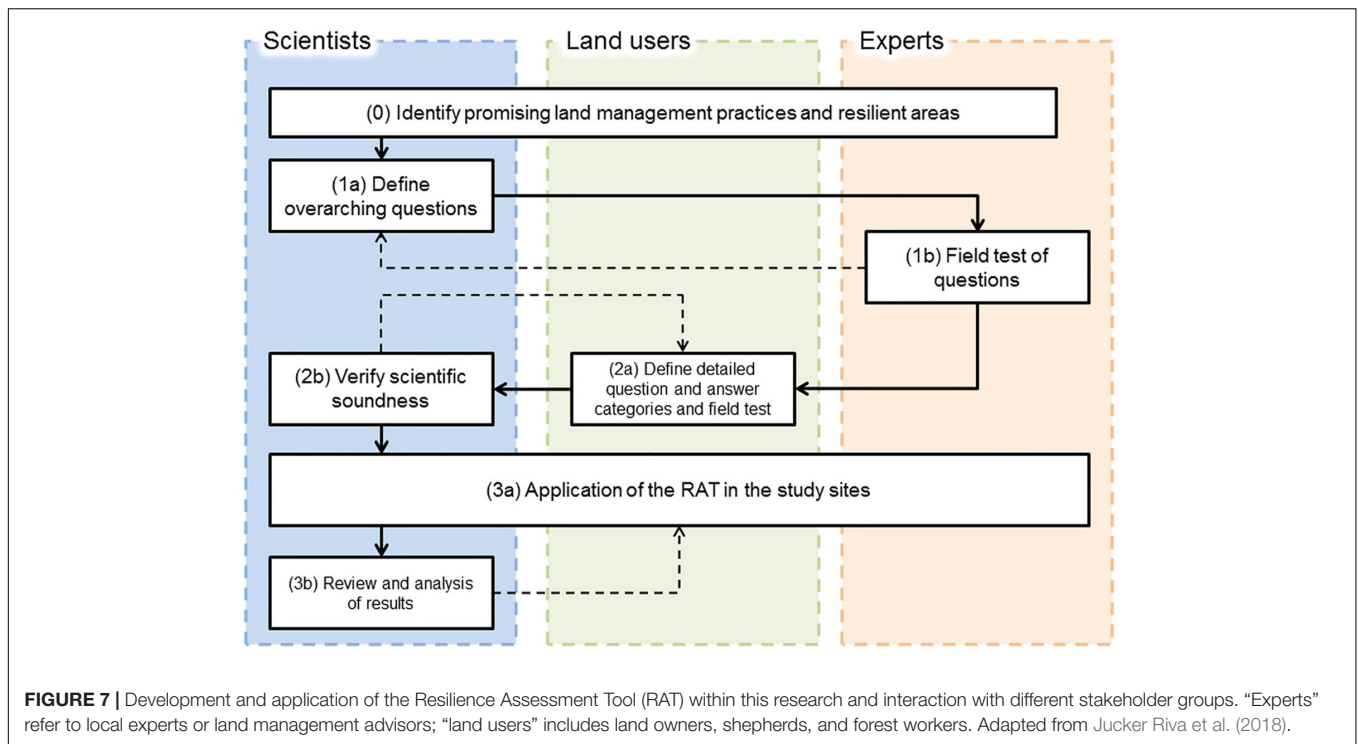 Scientists
Land users
Experts
(0) Identify promising land management practices and resilient areas
(1a) Define
overarching questions
(1b) Field test of
questions
(2b) Verify scientific
soundness
(2a) Define detailed
question and answer
categories and field test
(3a) Application of the RAT in the study sites
(3b) Review and analysis
of results
FIGURE 7 | Development and application of the Resilience Assessment Tool (RAT) within this research and interaction with different stakeholder groups. “Experts”
refer to local experts or land management advisors; “land users” includes land owners, shepherds, and forest workers. Adapted from Jucker Riva et al. (2018).